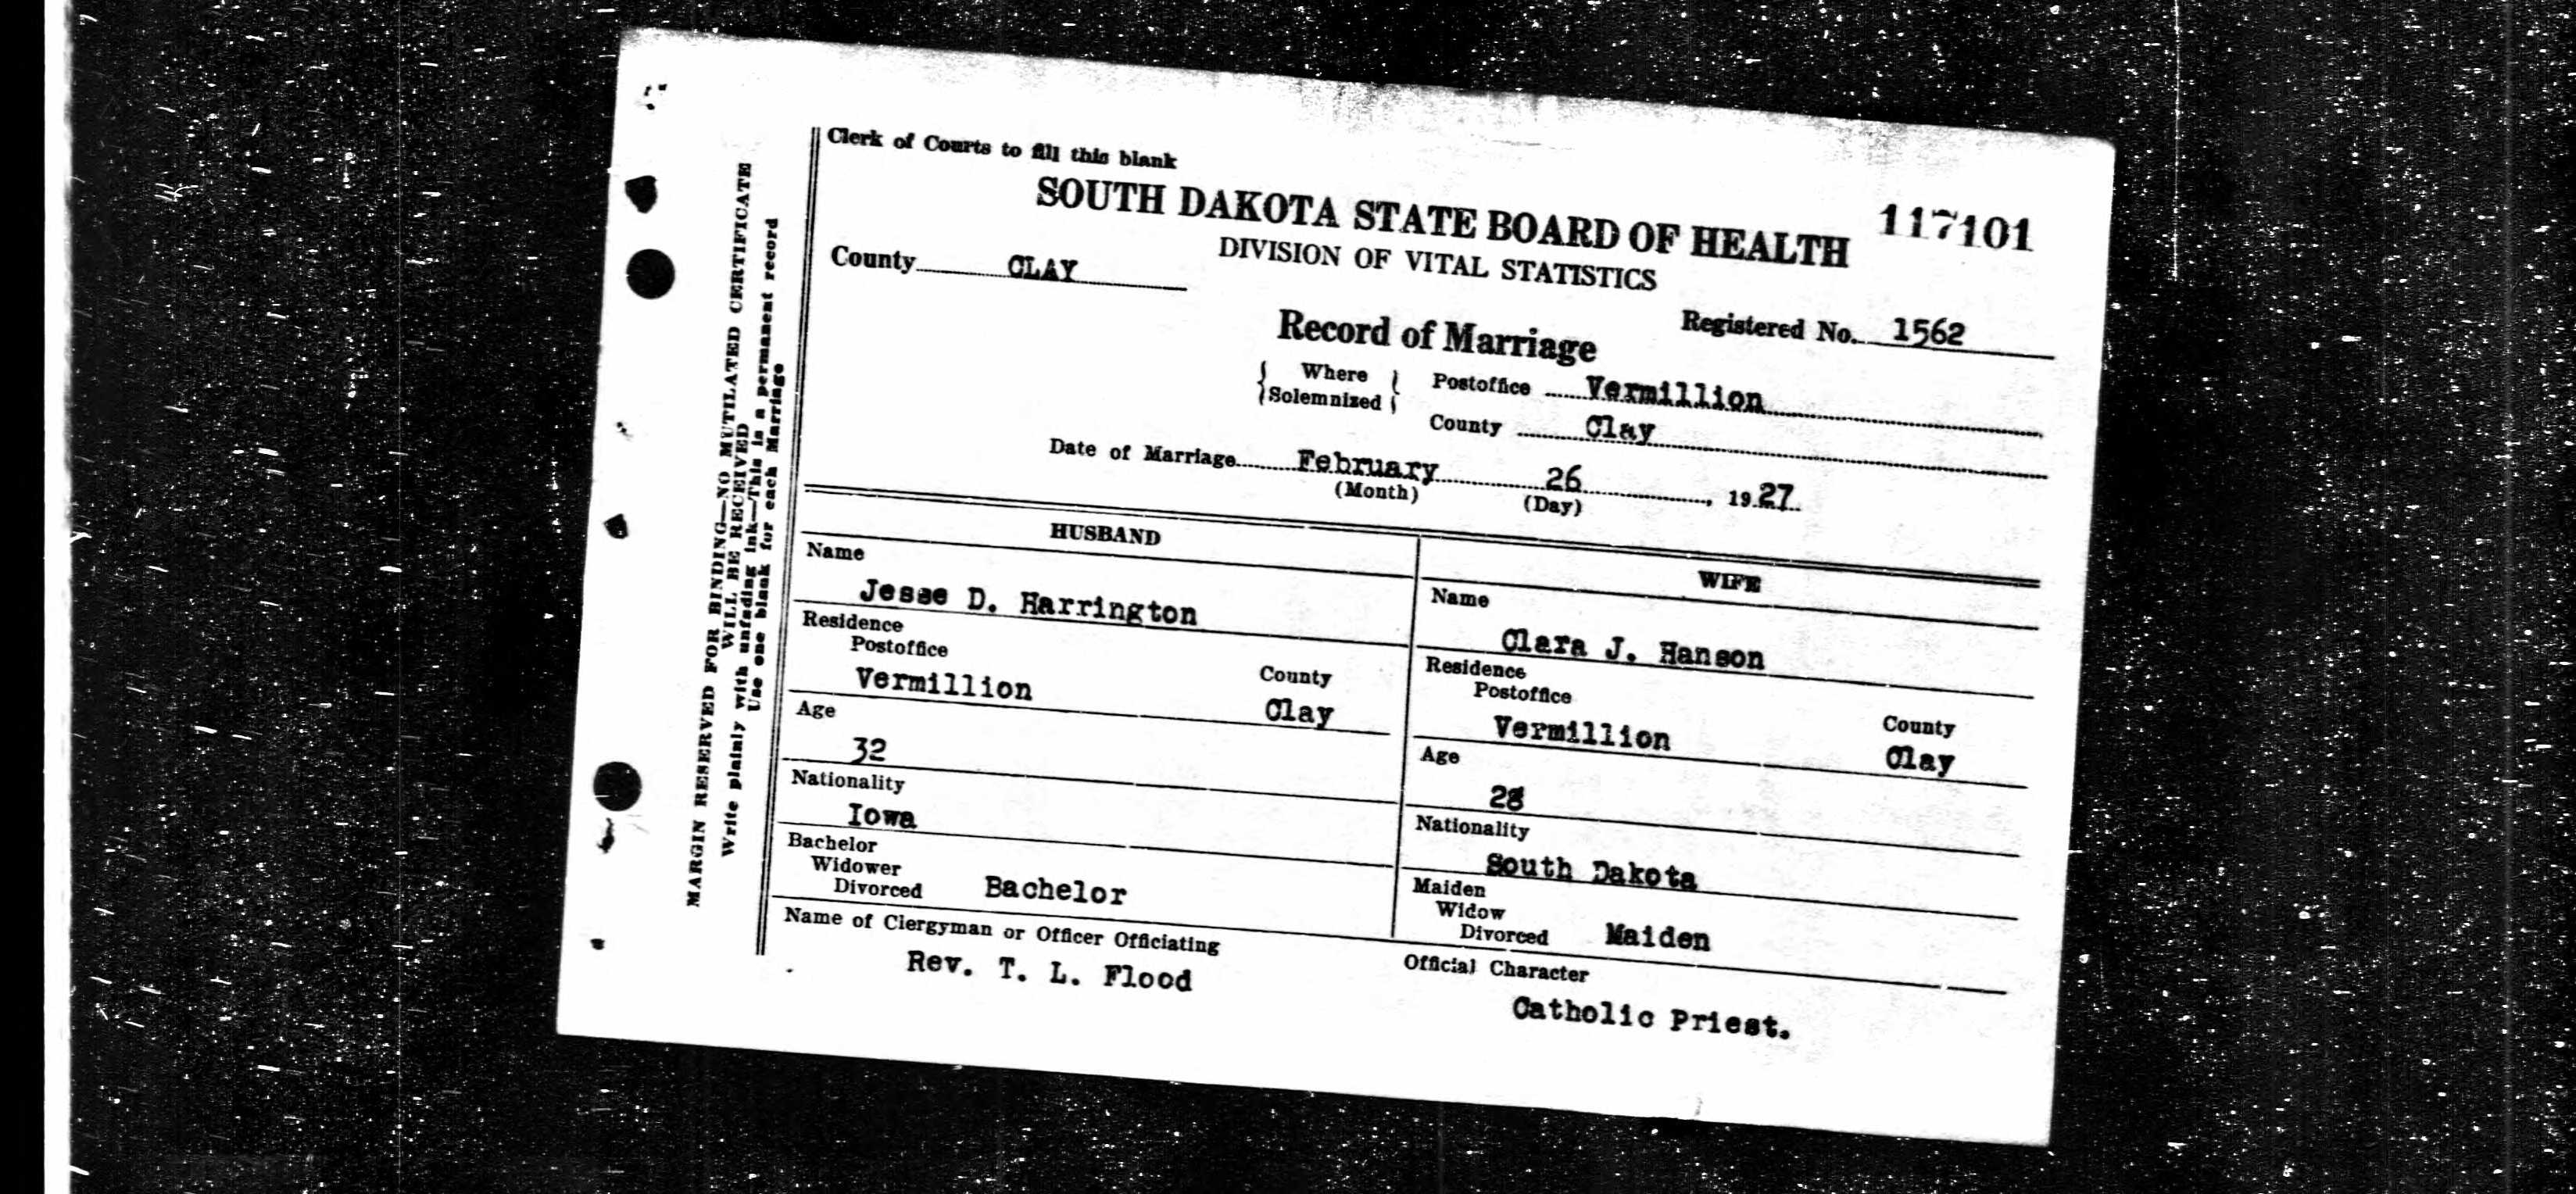 Clerk of Courts to fill this blank
SOUTH DAKOTA STATE BOARD OF HEALTH
117101
DIVISION OF VITAL STATISTICS
County CLAY
Registered No. 1562
Record of Marriage
Where Solemnized
Postoffice Vermillion
County Clay
Date of Marriage February 26, 1927
(Month) (Day)
HUSBAND
Name
Jesse D. Harrington
Residence
Postoffice County
Vermillion Clay
Age
32
Nationality
Iowa
Bachelor
Widower
Divorced Bachelor
WIFE
Name
Clara J. Hanson
Residence
Postoffice County
Vermillion Clay
Age
28
Nationality
South Dakota
Maiden
Widow
Divorced Maiden
Name of Clergyman or Officer Officiating
Rev. T. L. Flood
Official Character
Catholic Priest.
MARGIN RESERVED FOR BINDING—NO MUTILATED CERTIFICATE
WILL BE RECEIVED
Write plainly with unfading ink—This is a permanent record
Use one blank for each Marriage